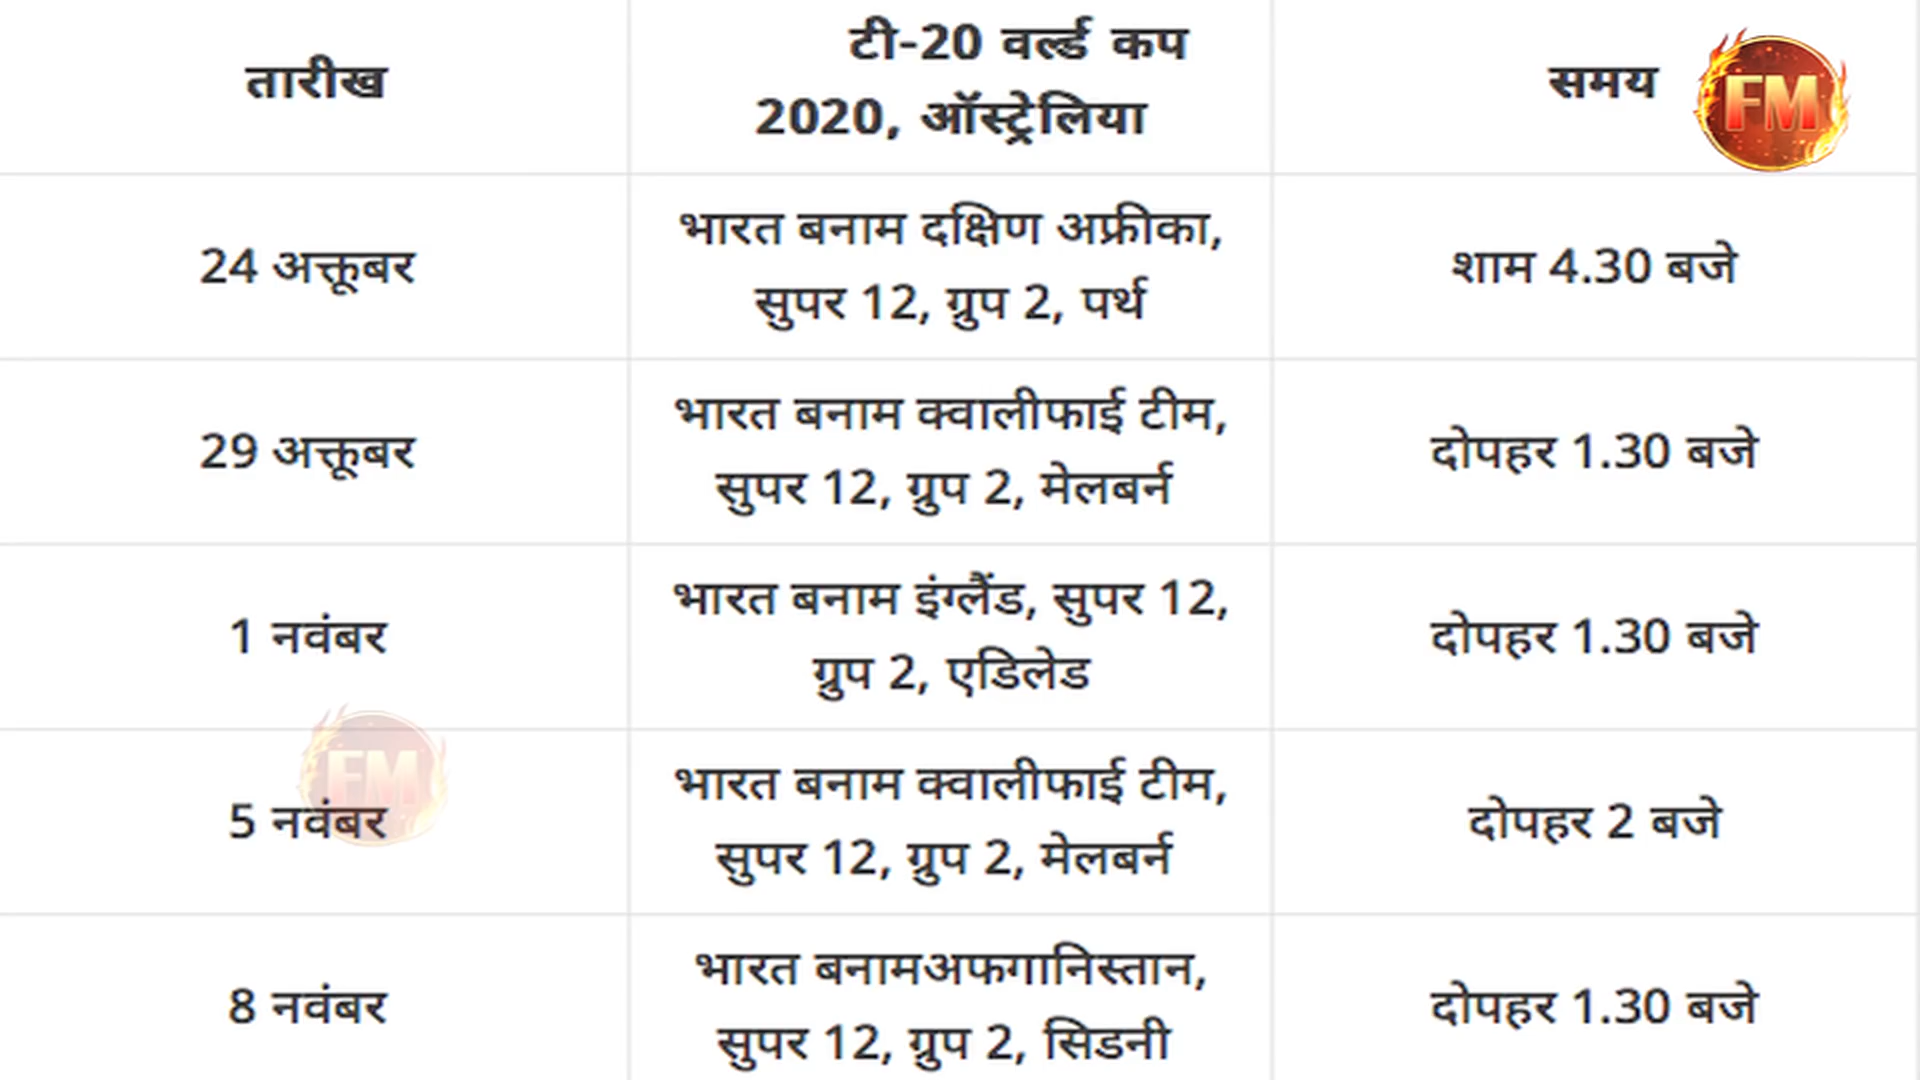 तारीख
टी-20 वर्ल्ड कप
2020, ऑस्ट्रेलिया
समय
FM
24 अक्तूबर
भारत बनाम दक्षिण अफ्रीका,
सुपर 12, ग्रुप 2, पर्थ
शाम 4.30 बजे
29 अक्तूबर
भारत बनाम क्वालीफाई टीम,
सुपर 12, ग्रुप 2, मेलबर्न
दोपहर 1.30 बजे
1 नवंबर
भारत बनाम इंग्लैंड, सुपर 12,
ग्रुप 2, एडिलेड
दोपहर 1.30 बजे
FM
5 नवंबर
भारत बनाम क्वालीफाई टीम,
सुपर 12, ग्रुप 2, मेलबर्न
दोपहर 2 बजे
8 नवंबर
भारत बनामअफगानिस्तान,
सुपर 12, ग्रुप 2, सिडनी
दोपहर 1.30 बजे